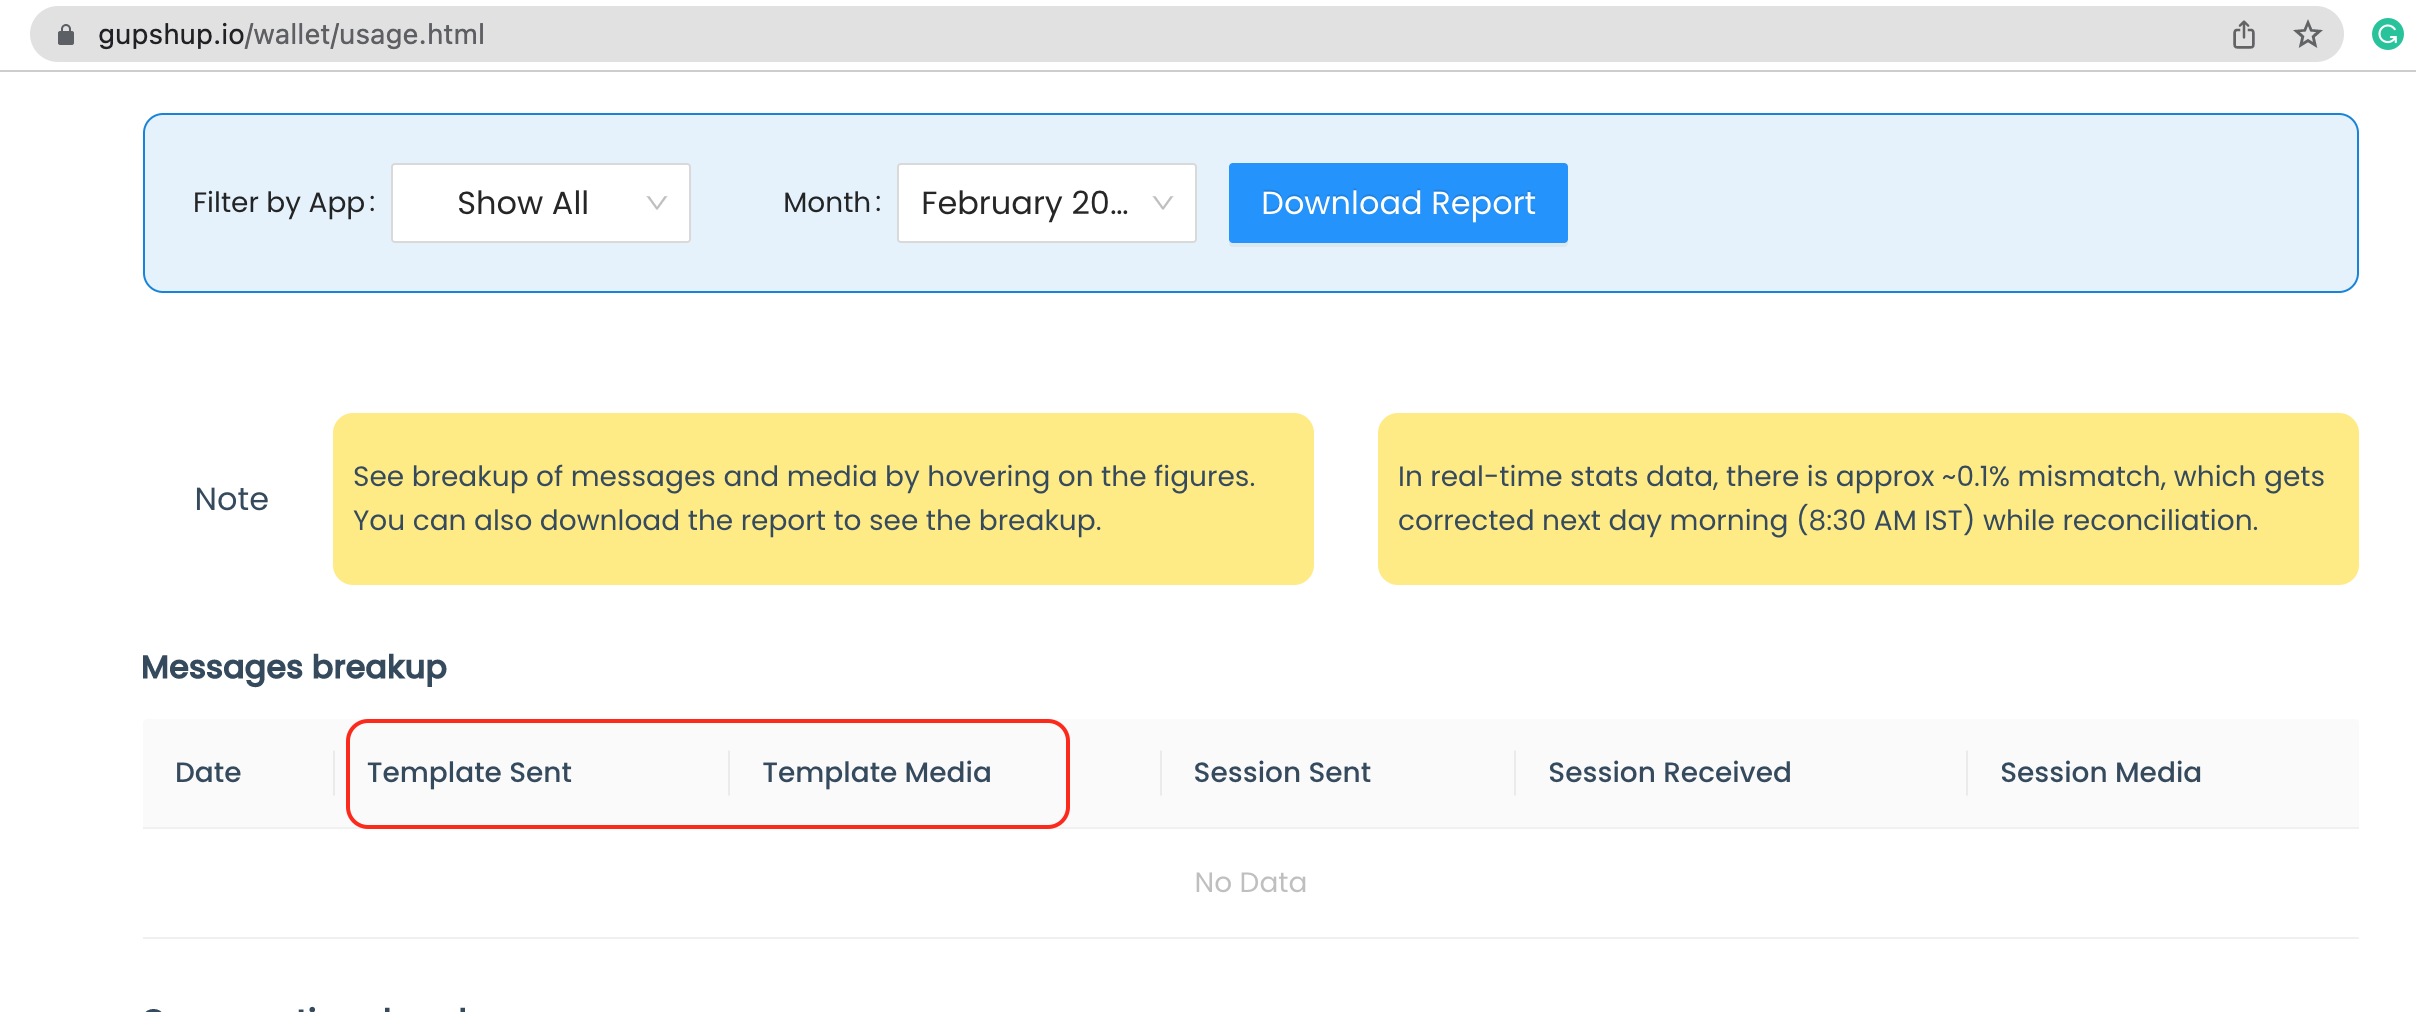 gupshup.io/wallet/usage.html
Filter by App: Show All Month: February 20... Download Report
Note
See breakup of messages and media by hovering on the figures.
You can also download the report to see the breakup.
In real-time stats data, there is approx ~0.1% mismatch, which gets
corrected next day morning (8:30 AM IST) while reconciliation.
Messages breakup
Date Template Sent Template Media Session Sent Session Received Session Media
No Data